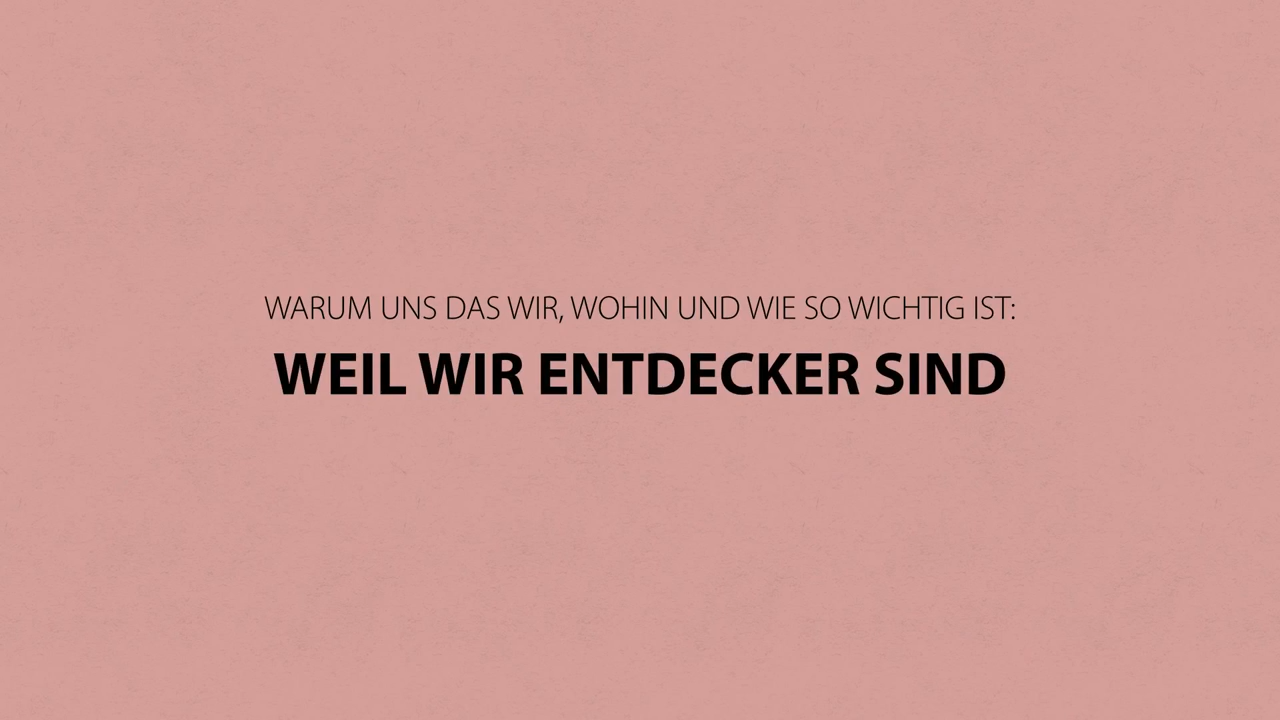 WARUM UNS DAS WIR, WOHIN UND WIE SO WICHTIG IST:
WEIL WIR ENTDECKER SIND